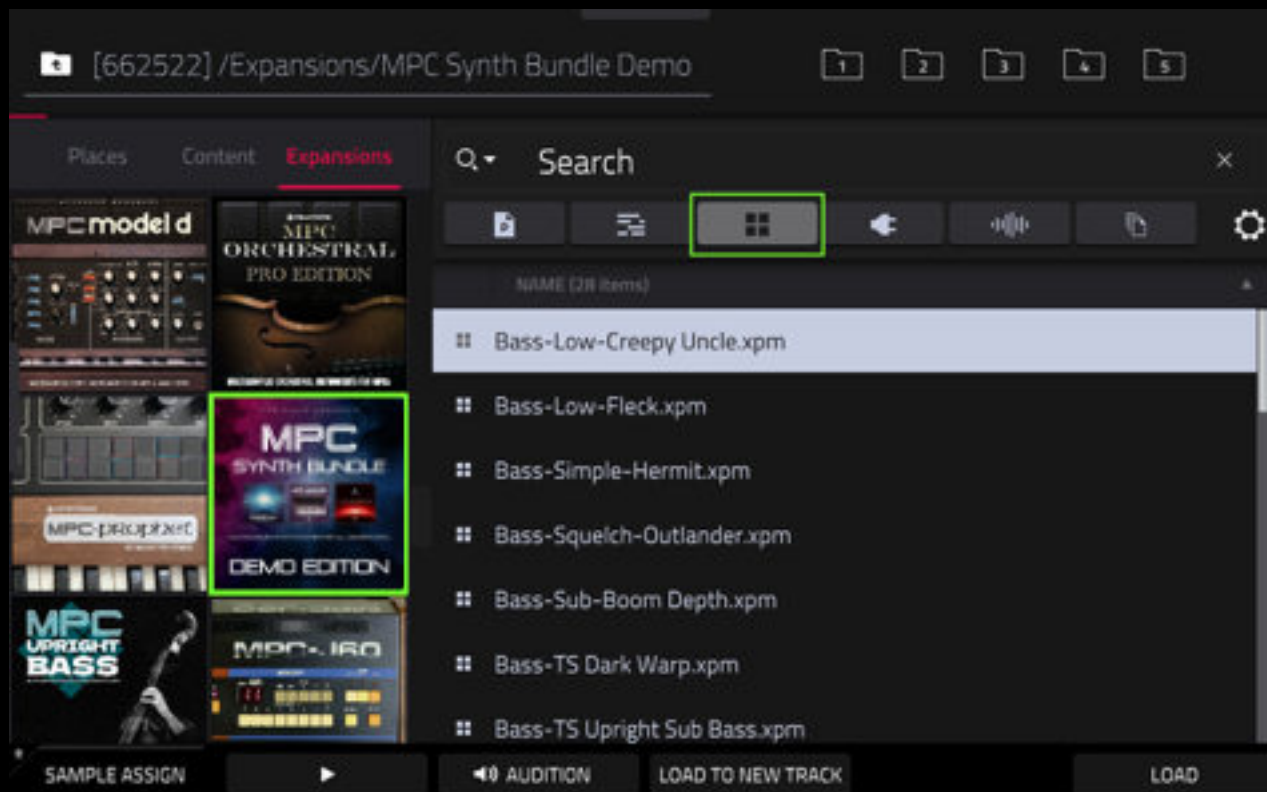 [662522] /Expansions/MPC Synth Bundle Demo
1 2 3 4 5
Places Content Expansions
Search
MPC model d
MPC
ORCHESTRAL
PRO EDITION
NAME (28 items)
Bass-Low-Creepy Uncle.xpm
Bass-Low-Fleck.xpm
MPC
SYNTH BUNDLE
DEMO EDITION
Bass-Simple-Hermit.xpm
MPC-prophet
Bass-Squelch-Outlander.xpm
Bass-Sub-Boom Depth.xpm
MPC
UPRIGHT
BASS
MPC-J60
Bass-TS Dark Warp.xpm
Bass-TS Upright Sub Bass.xpm
SAMPLE ASSIGN
AUDITION
LOAD TO NEW TRACK
LOAD